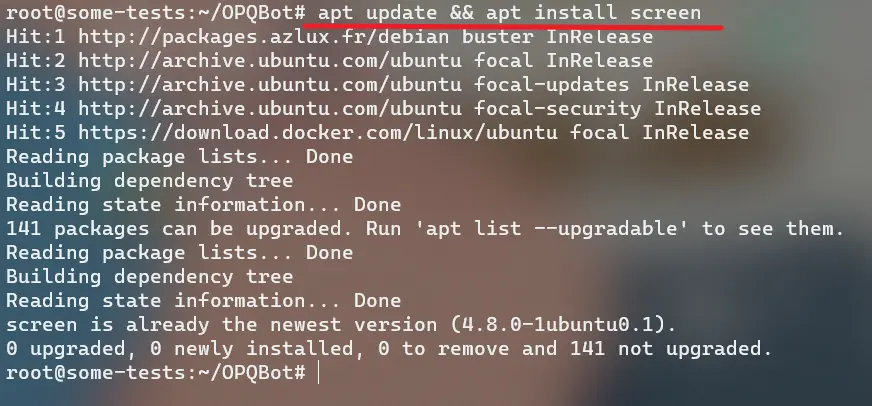 root@some-tests:~/OPQBot# apt update && apt install screen
Hit:1 http://packages.azlux.fr/debian buster InRelease
Hit:2 http://archive.ubuntu.com/ubuntu focal InRelease
Hit:3 http://archive.ubuntu.com/ubuntu focal-updates InRelease
Hit:4 http://archive.ubuntu.com/ubuntu focal-security InRelease
Hit:5 https://download.docker.com/linux/ubuntu focal InRelease
Reading package lists... Done
Building dependency tree
Reading state information... Done
141 packages can be upgraded. Run 'apt list --upgradable' to see them.
Reading package lists... Done
Building dependency tree
Reading state information... Done
screen is already the newest version (4.8.0-1ubuntu0.1).
0 upgraded, 0 newly installed, 0 to remove and 141 not upgraded.
root@some-tests:~/OPQBot#